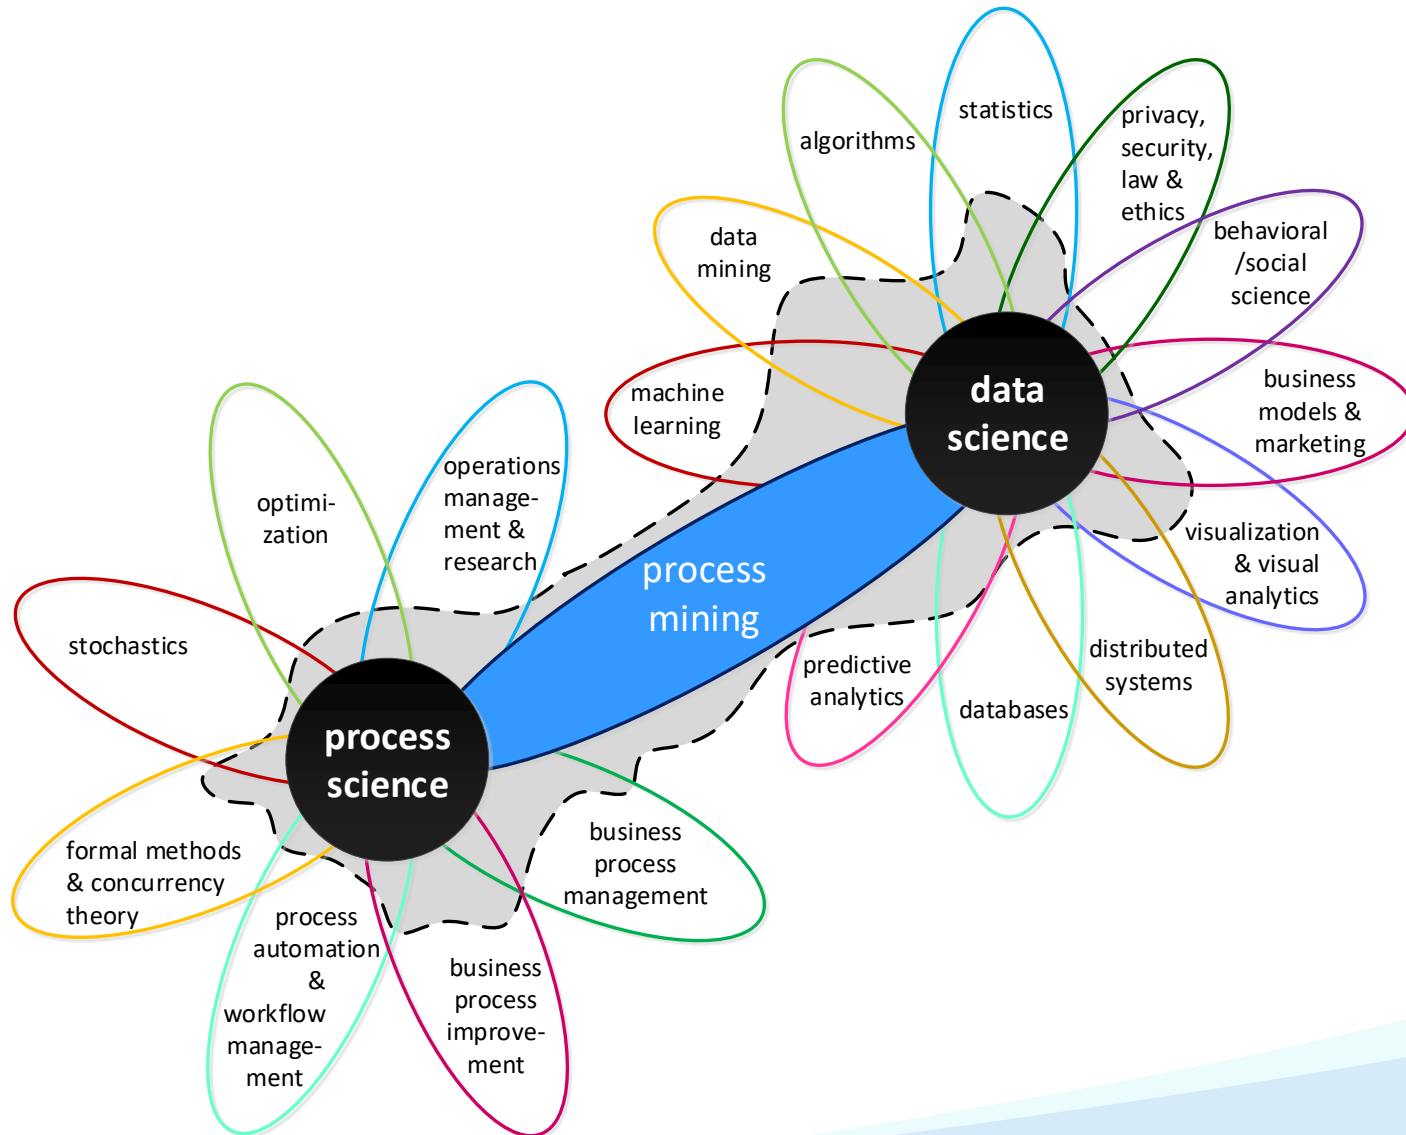 statistics
algorithms
privacy,
security,
law &
ethics
data
mining
behavioral
/social
science
machine
learning
data
science
business
models &
marketing
operations
manage-
ment &
research
optimi-
zation
visualization
& visual
analytics
process
mining
stochastics
predictive
analytics
databases
distributed
systems
process
science
formal methods
& concurrency
theory
business
process
management
process
automation
&
workflow
manage-
ment
business
process
improve-
ment